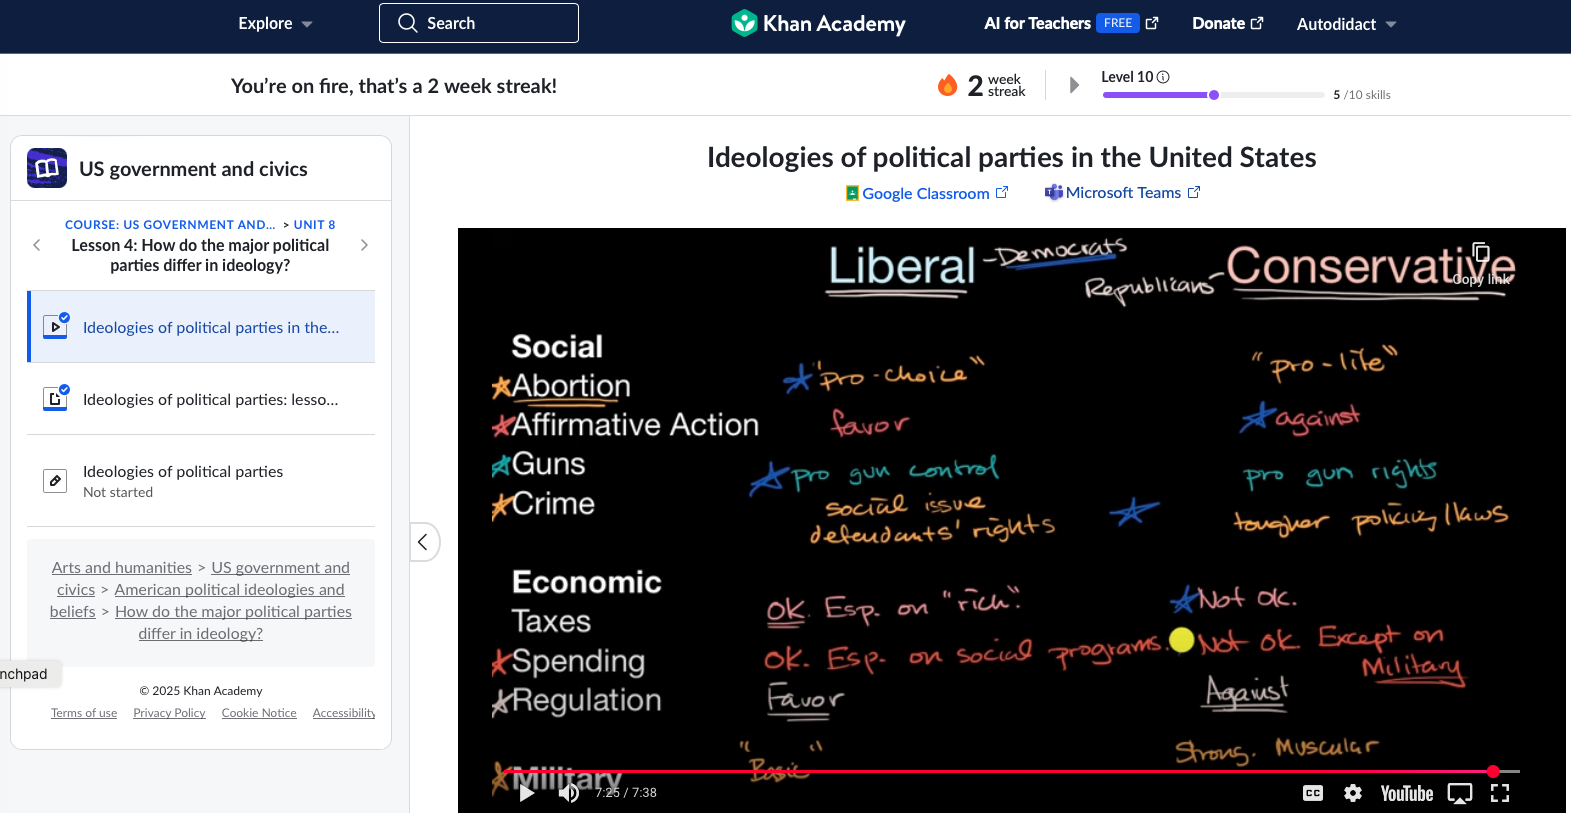 Explore
Search
Khan Academy
AI for Teachers FREE
Donate
Autodidact
You're on fire, that's a 2 week streak!
2 week streak
Level 10
5 /10 skills
US government and civics
COURSE: US GOVERNMENT AND... > UNIT 8
Lesson 4: How do the major political
parties differ in ideology?
Ideologies of political parties in the...
Ideologies of political parties: lesso...
Ideologies of political parties
Not started
Arts and humanities > US government and
civics > American political ideologies and
beliefs > How do the major political parties
differ in ideology?
nchpad
© 2025 Khan Academy
Terms of use Privacy Policy Cookie Notice Accessibility
Ideologies of political parties in the United States
Google Classroom Microsoft Teams
Liberal - Democrats
Republicans - Conservative
Copy link
Social
Abortion "pro-choice" "pro-life"
Affirmative Action favor against
Guns pro gun control pro gun rights
Crime social issue
defendants' rights tougher policing/laws
Economic
Taxes OK. Esp. on "rich". Not OK.
Spending OK. Esp. on social programs. Not OK. Except on
Military
Regulation Favor Against
Military "Basic" Strong. Muscular
7:25 / 7:38
CC
YouTube